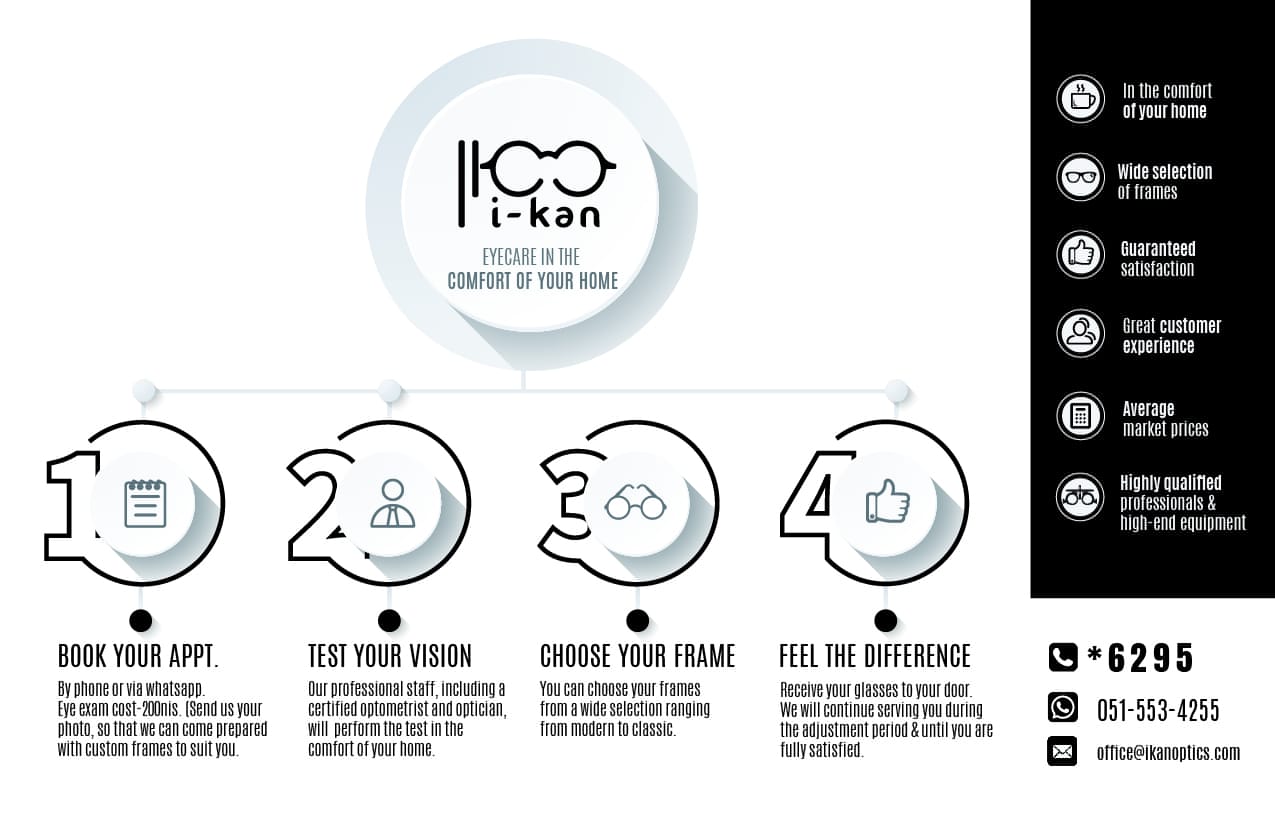 i-kan
EYECARE IN THE
COMFORT OF YOUR HOME
1
BOOK YOUR APPT.
By phone or via whatsapp.
Eye exam cost-200nis. (Send us your
photo, so that we can come prepared
with custom frames to suit you.
2
TEST YOUR VISION
Our professional staff, including a
certified optometrist and optician,
will perform the test in the
comfort of your home.
3
CHOOSE YOUR FRAME
You can choose your frames
from a wide selection ranging
from modern to classic.
4
FEEL THE DIFFERENCE
Receive your glasses to your door.
We will continue serving you during
the adjustment period & until you are
fully satisfied.
In the comfort
of your home
Wide selection
of frames
Guaranteed
satisfaction
Great customer
experience
Average
market prices
Highly qualified
professionals &
high-end equipment
*6295
051-553-4255
office@ikanoptics.com